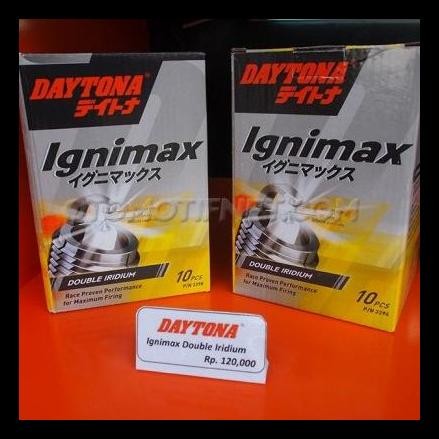 DAYTONA®
デイトナ
Ignimax
イグニマックス
DOUBLE IRIDIUM
10 PCS
Race Proven Performance
for Maximum Firing
DAYTONA®
デイトナ
Ignimax
イグニマックス
DOUBLE IRIDIUM
10 PCS
Race Proven Performance
for Maximum Firing
OTOMOTIFNET.COM
DAYTONA®
Ignimax Double Iridium
Rp. 120,000